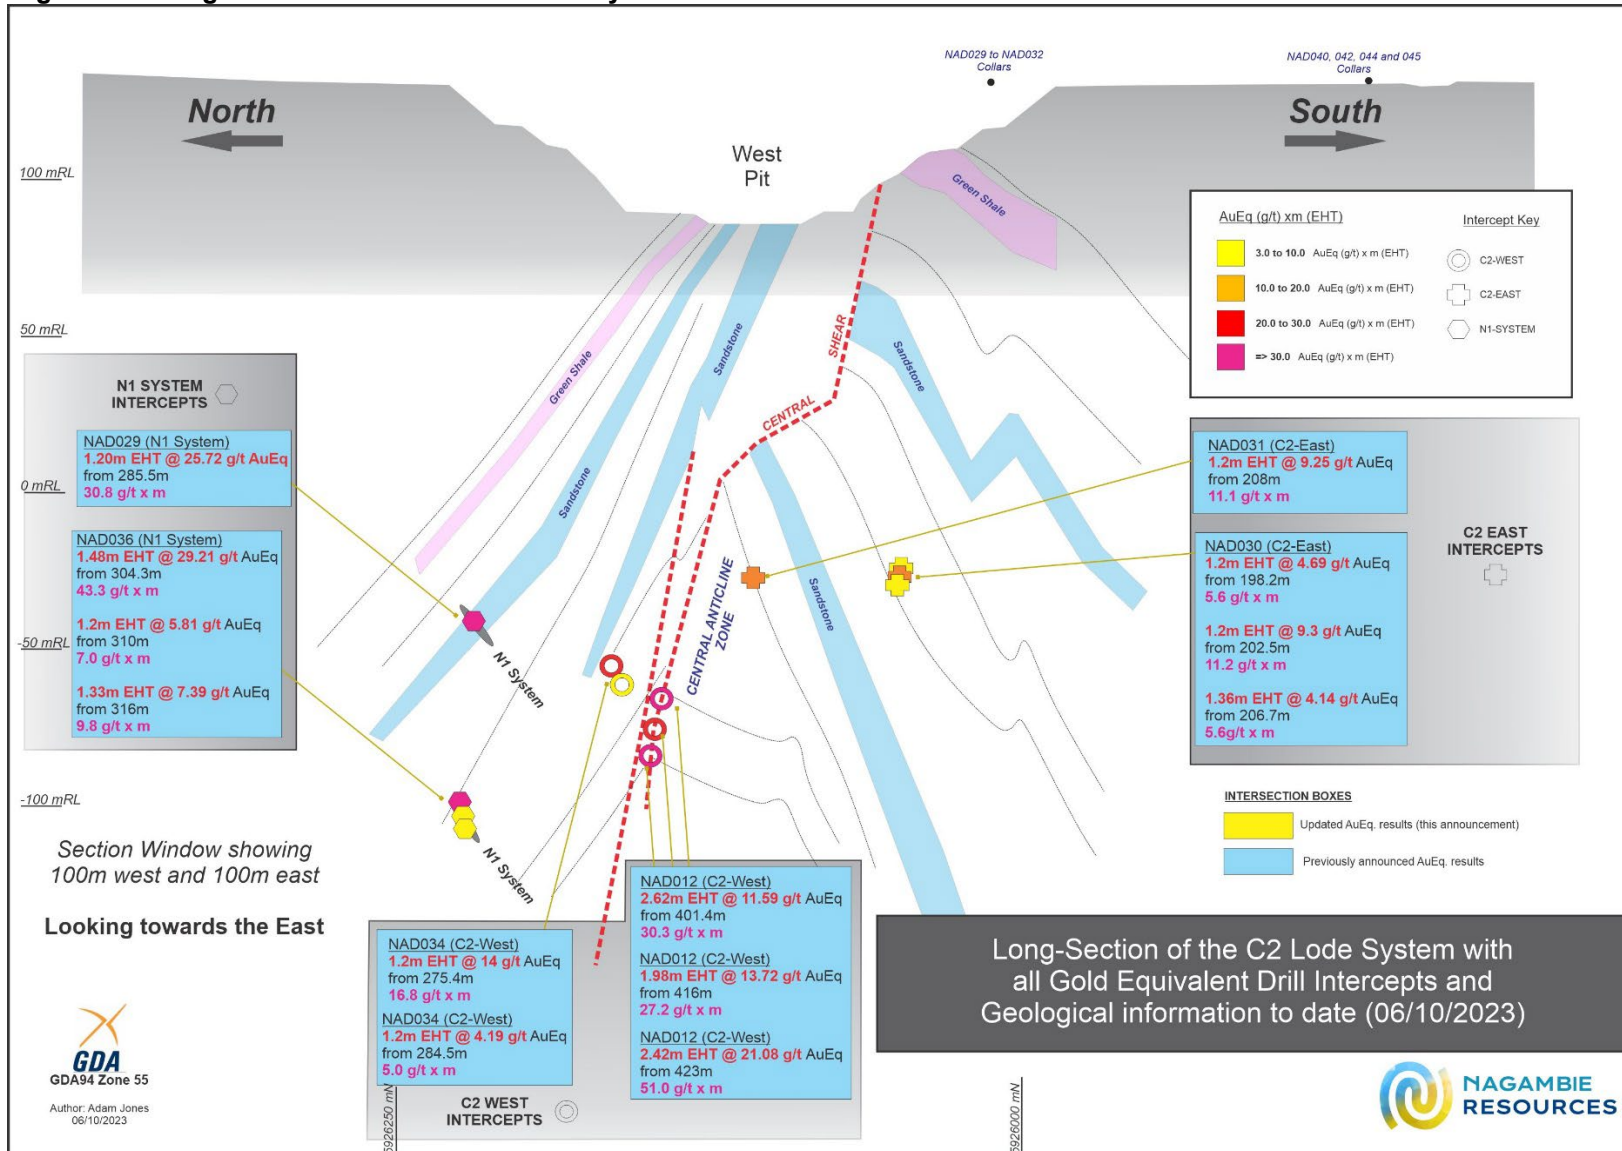 NAD029 to NAD032
Collars
NAD040, 042, 044 and 045
Collars
North
South
West
Pit
100 mRL
50 mRL
0 mRL
-50 mRL
-100 mRL
Green Shale
Green Shale
Sandstone
Sandstone
Sandstone
Sandstone
SHEAR
CENTRAL
CENTRAL ANTICLINE
ZONE
N1 System
N1 System
AuEq (g/t) xm (EHT)
Intercept Key
3.0 to 10.0 AuEq (g/t) x m (EHT)
10.0 to 20.0 AuEq (g/t) x m (EHT)
20.0 to 30.0 AuEq (g/t) x m (EHT)
=> 30.0 AuEq (g/t) x m (EHT)
C2-WEST
C2-EAST
N1-SYSTEM
N1 SYSTEM
INTERCEPTS
NAD029 (N1 System)
1.20m EHT @ 25.72 g/t AuEq
from 285.5m
30.8 g/t x m
NAD036 (N1 System)
1.48m EHT @ 29.21 g/t AuEq
from 304.3m
43.3 g/t x m
1.2m EHT @ 5.81 g/t AuEq
from 310m
7.0 g/t x m
1.33m EHT @ 7.39 g/t AuEq
from 316m
9.8 g/t x m
NAD031 (C2-East)
1.2m EHT @ 9.25 g/t AuEq
from 208m
11.1 g/t x m
NAD030 (C2-East)
1.2m EHT @ 4.69 g/t AuEq
from 198.2m
5.6 g/t x m
1.2m EHT @ 9.3 g/t AuEq
from 202.5m
11.2 g/t x m
1.36m EHT @ 4.14 g/t AuEq
from 206.7m
5.6g/t x m
C2 EAST
INTERCEPTS
INTERSECTION BOXES
Updated AuEq. results (this announcement)
Previously announced AuEq. results
Section Window showing
100m west and 100m east
Looking towards the East
NAD034 (C2-West)
1.2m EHT @ 14 g/t AuEq
from 275.4m
16.8 g/t x m
NAD034 (C2-West)
1.2m EHT @ 4.19 g/t AuEq
from 284.5m
5.0 g/t x m
NAD012 (C2-West)
2.62m EHT @ 11.59 g/t AuEq
from 401.4m
30.3 g/t x m
NAD012 (C2-West)
1.98m EHT @ 13.72 g/t AuEq
from 416m
27.2 g/t x m
NAD012 (C2-West)
2.42m EHT @ 21.08 g/t AuEq
from 423m
51.0 g/t x m
C2 WEST
INTERCEPTS
Long-Section of the C2 Lode System with
all Gold Equivalent Drill Intercepts and
Geological information to date (06/10/2023)
GDA
GDA94 Zone 55
Author: Adam Jones
06/10/2023
5926250 mN
5926000 mN
NAGAMBIE
RESOURCES